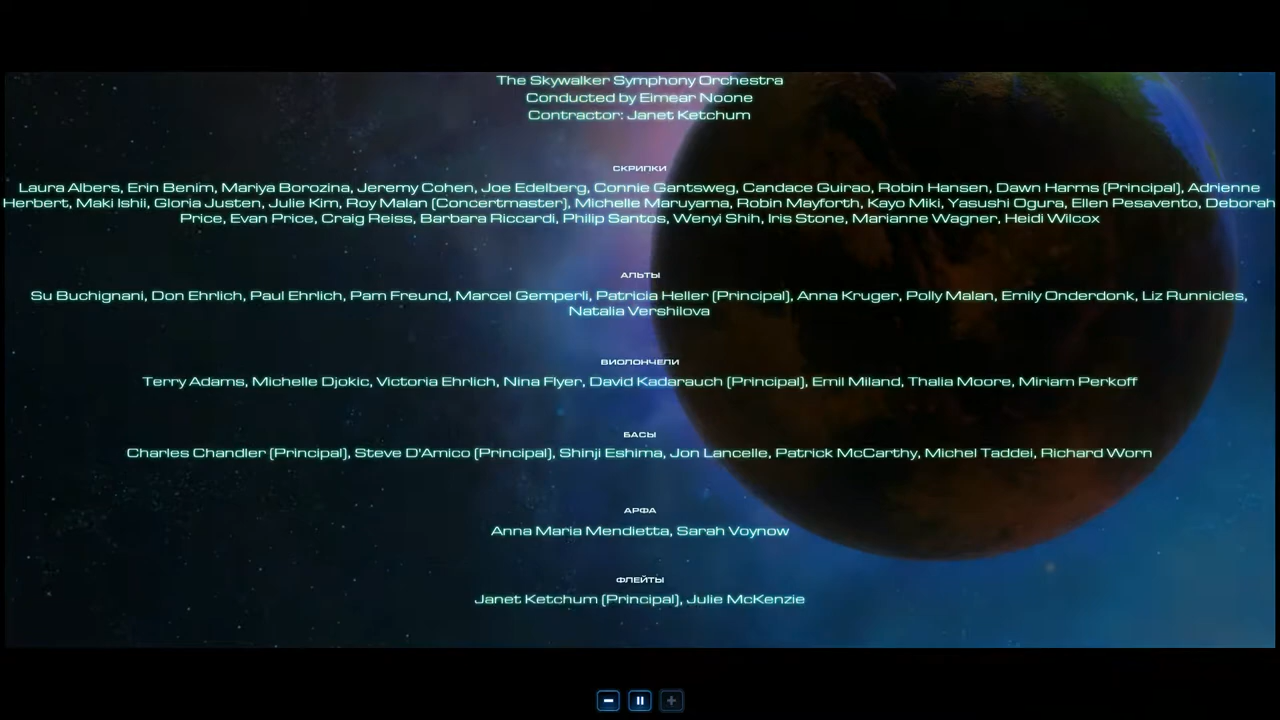 The Skywalker Symphony Orchestra
Conducted by Eimear Noone
Contractor: Janet Ketchum
СКРИПКИ
Laura Albers, Erin Benim, Mariya Borozina, Jeremy Cohen, Joe Edelberg, Connie Gantsweg, Candace Guirao, Robin Hansen, Dawn Harms (Principal), Adrienne
Herbert, Maki Ishii, Gloria Justen, Julie Kim, Roy Malan (Concertmaster), Michelle Maruyama, Robin Mayforth, Kayo Miki, Yasushi Ogura, Ellen Pesavento, Deborah
Price, Evan Price, Craig Reiss, Barbara Riccardi, Philip Santos, Wenyi Shih, Iris Stone, Marianne Wagner, Heidi Wilcox
АЛЬТЫ
Su Buchignani, Don Ehrlich, Paul Ehrlich, Pam Freund, Marcel Gemperli, Patricia Heller (Principal), Anna Kruger, Polly Malan, Emily Onderdonk, Liz Runnicles,
Natalia Vershilova
ВИОЛОНЧЕЛИ
Terry Adams, Michelle Djokic, Victoria Ehrlich, Nina Flyer, David Kadarauch (Principal), Emil Miland, Thalia Moore, Miriam Perkoff
БАСЫ
Charles Chandler (Principal), Steve D'Amico (Principal), Shinji Eshima, Jon Lancelle, Patrick McCarthy, Michel Taddei, Richard Worn
АРФА
Anna Maria Mendietta, Sarah Voynow
ФЛЕЙТЫ
Janet Ketchum (Principal), Julie McKenzie